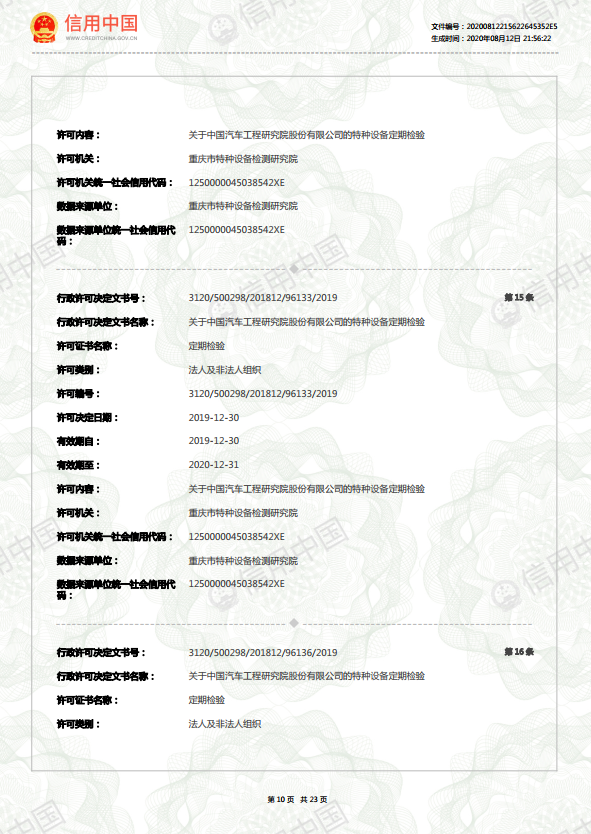 信用中国
WWW.CREDITCHINA.GOV.CN
文件编号：20200812215622645352E5
生成时间：2020年08月12日 21:56:22
许可内容： 关于中国汽车工程研究院股份有限公司的特种设备定期检验
许可机关： 重庆市特种设备检测研究院
许可机关统一社会信用代码： 1250000045038542XE
数据来源单位： 重庆市特种设备检测研究院
数据来源单位统一社会信用代 1250000045038542XE
码：
行政许可决定文书号： 3120/500298/201812/96133/2019 第 15 条
行政许可决定文书名称： 关于中国汽车工程研究院股份有限公司的特种设备定期检验
许可证书名称： 定期检验
许可类别： 法人及非法人组织
许可编号： 3120/500298/201812/96133/2019
许可决定日期： 2019-12-30
有效期自： 2019-12-30
有效期至： 2020-12-31
许可内容： 关于中国汽车工程研究院股份有限公司的特种设备定期检验
许可机关： 重庆市特种设备检测研究院
许可机关统一社会信用代码： 1250000045038542XE
数据来源单位： 重庆市特种设备检测研究院
数据来源单位统一社会信用代 1250000045038542XE
码：
行政许可决定文书号： 3120/500298/201812/96136/2019 第 16 条
行政许可决定文书名称： 关于中国汽车工程研究院股份有限公司的特种设备定期检验
许可证书名称： 定期检验
许可类别： 法人及非法人组织
第 10 页 共 23 页